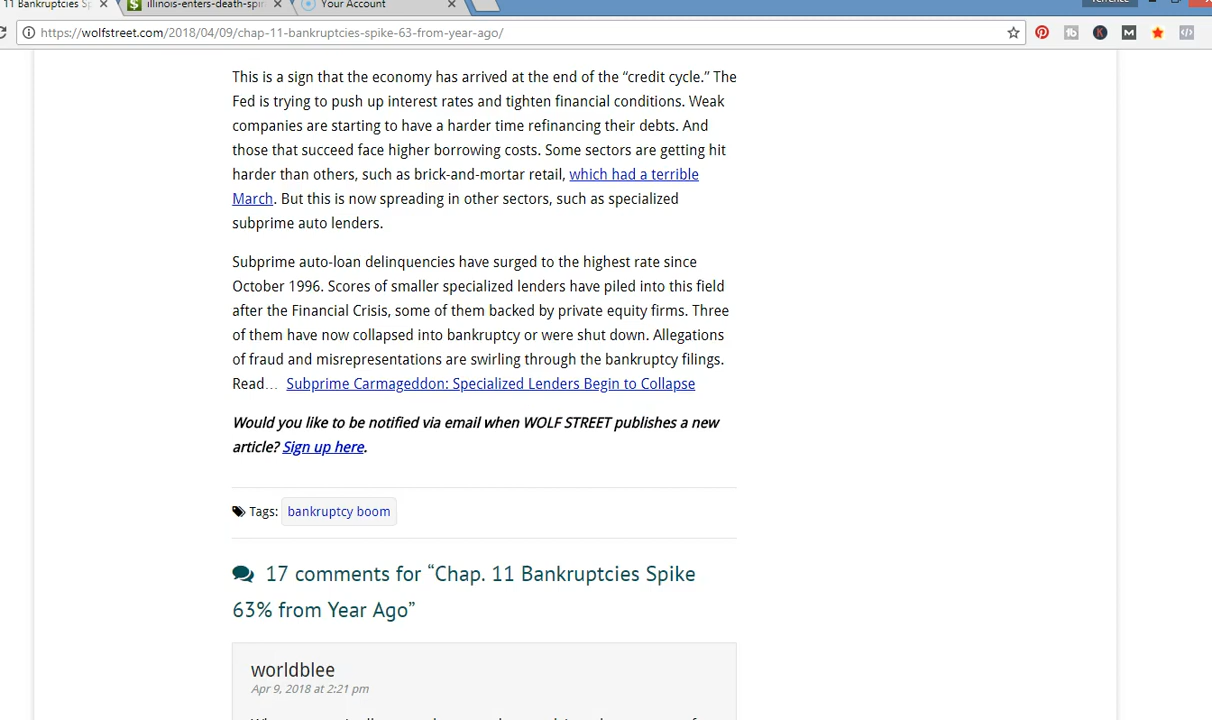 11 Bankruptcies Sp
illinois-enters-death-spir
Your Account
Terrence
https://wolfstreet.com/2018/04/09/chap-11-bankruptcies-spike-63-from-year-ago/
This is a sign that the economy has arrived at the end of the “credit cycle.” The
Fed is trying to push up interest rates and tighten financial conditions. Weak
companies are starting to have a harder time refinancing their debts. And
those that succeed face higher borrowing costs. Some sectors are getting hit
harder than others, such as brick-and-mortar retail, which had a terrible
March. But this is now spreading in other sectors, such as specialized
subprime auto lenders.
Subprime auto-loan delinquencies have surged to the highest rate since
October 1996. Scores of smaller specialized lenders have piled into this field
after the Financial Crisis, some of them backed by private equity firms. Three
of them have now collapsed into bankruptcy or were shut down. Allegations
of fraud and misrepresentations are swirling through the bankruptcy filings.
Read… Subprime Carmageddon: Specialized Lenders Begin to Collapse
Would you like to be notified via email when WOLF STREET publishes a new
article? Sign up here.
Tags: bankruptcy boom
17 comments for “Chap. 11 Bankruptcies Spike
63% from Year Ago”
worldblee
Apr 9, 2018 at 2:21 pm